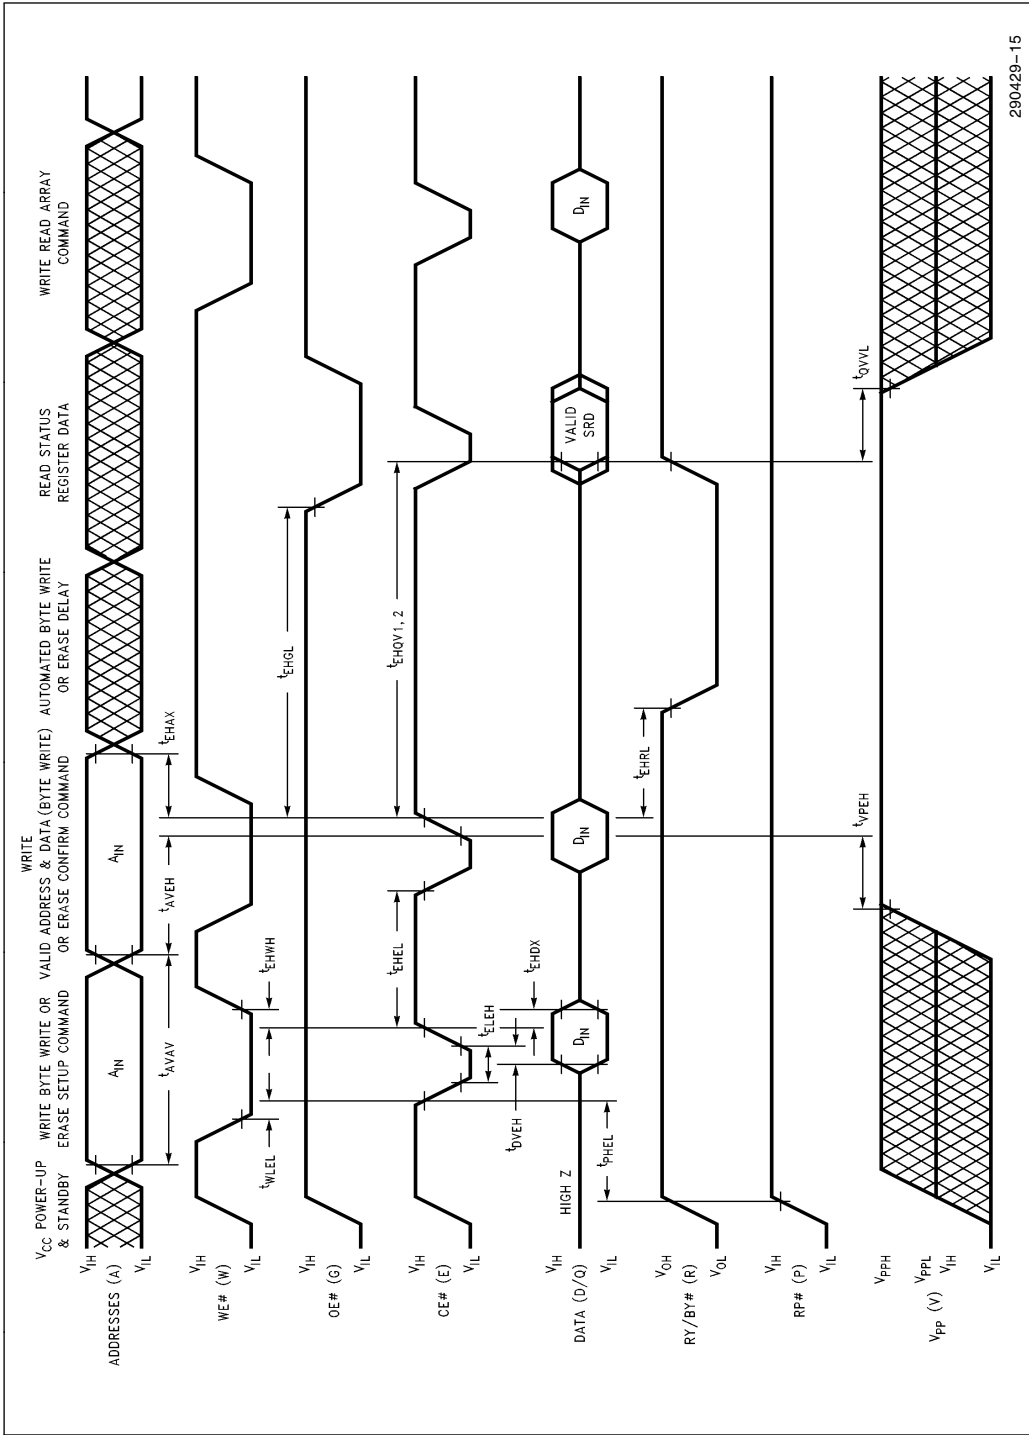 VCC POWER-UP
& STANDBY
WRITE BYTE WRITE OR
ERASE SETUP COMMAND
WRITE
VALID ADDRESS & DATA (BYTE WRITE)
OR ERASE CONFIRM COMMAND
AUTOMATED BYTE WRITE
OR ERASE DELAY
READ STATUS
REGISTER DATA
WRITE READ ARRAY
COMMAND
ADDRESSES (A)
VIH
VIL
AIN
AIN
tAVAV
tAVEH
tEHAX
WE# (W)
VIH
VIL
tWLEL
tEHWH
OE# (G)
VIH
VIL
tEHGL
CE# (E)
VIH
VIL
tEHEL
tEHQV1, 2
tELEH
tDVEH
tEHDX
DATA (D/Q)
VIH
VIL
HIGH Z
DIN
DIN
VALID
SRD
DIN
tPHEL
tEHRL
RY/BY# (R)
VOH
VOL
RP# (P)
VIH
VIL
VPP (V)
VPPH
VPPL
VIH
VIL
tVPEH
tQVVL
290429-15